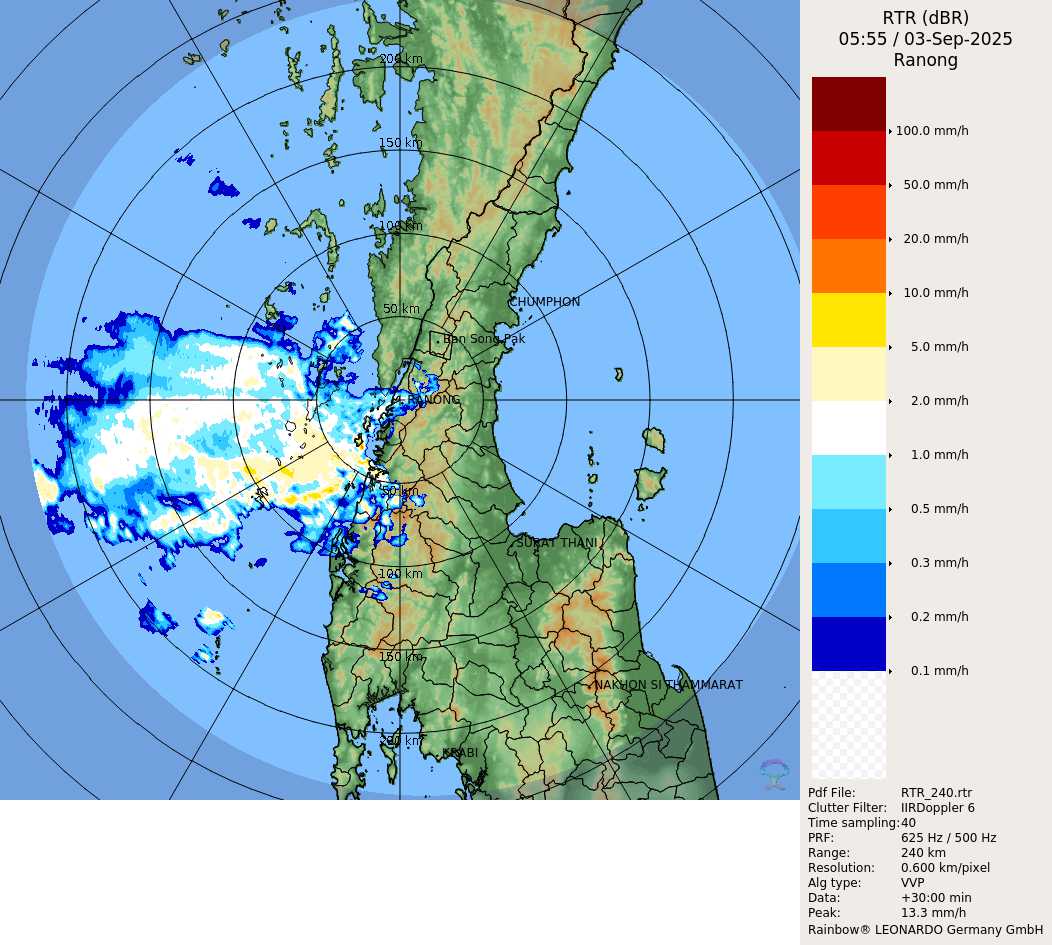 RTR (dBR)
05:55 / 03-Sep-2025
Ranong
100.0 mm/h
50.0 mm/h
20.0 mm/h
10.0 mm/h
5.0 mm/h
2.0 mm/h
1.0 mm/h
0.5 mm/h
0.3 mm/h
0.2 mm/h
0.1 mm/h
200 km
150 km
100 km
50 km
CHUMPHON
Ban Song Pak
RANONG
50 km
SURAT THANI
100 km
150 km
NAKHON SI THAMMARAT
200 km
KRABI
Pdf File: RTR_240.rtr
Clutter Filter: IIRDoppler 6
Time sampling: 40
PRF: 625 Hz / 500 Hz
Range: 240 km
Resolution: 0.600 km/pixel
Alg type: VVP
Data: +30:00 min
Peak: 13.3 mm/h
Rainbow® LEONARDO Germany GmbH